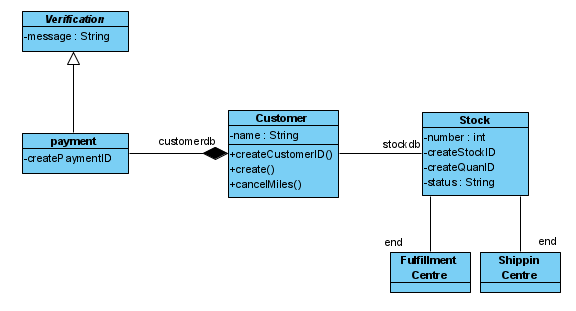 Verification
-message : String
payment
-createPaymentID
customerdb
Customer
-name : String
+createCustomerID()
+create()
+cancelMiles()
stockdb
Stock
-number : int
-createStockID
-createQuanID
-status : String
end
Fulfillment
Centre
end
Shippin
Centre